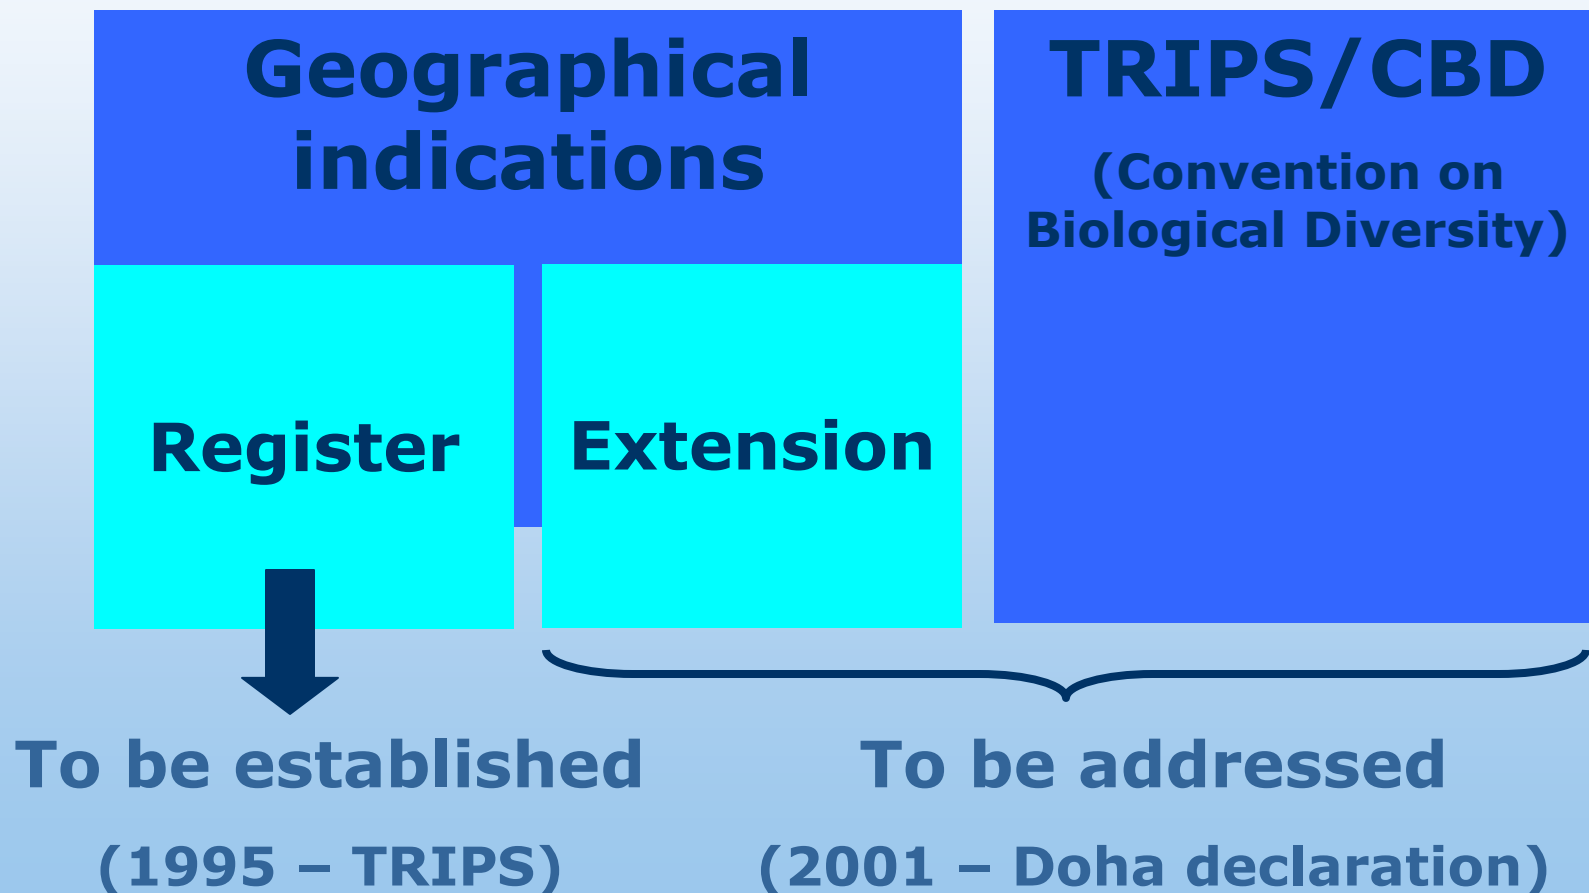 Geographical
indications
TRIPS/CBD
(Convention on
Biological Diversity)
Register
Extension
To be established
(1995 – TRIPS)
To be addressed
(2001 – Doha declaration)